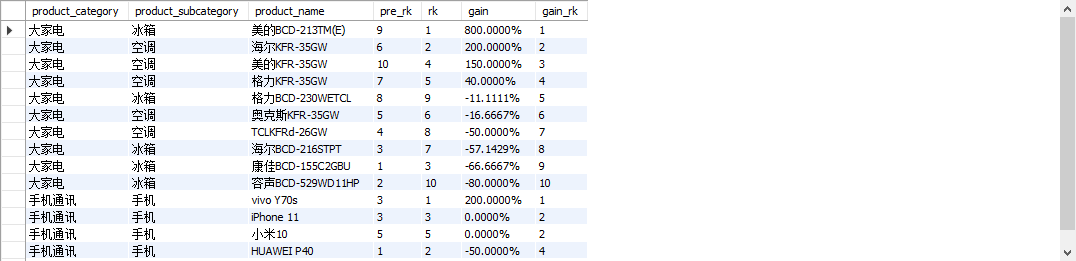 product_category product_subcategory product_name pre_rk rk gain gain_rk
大家电 冰箱 美的BCD-213TM(E) 9 1 800.0000% 1
大家电 空调 海尔KFR-35GW 6 2 200.0000% 2
大家电 空调 美的KFR-35GW 10 4 150.0000% 3
大家电 空调 格力KFR-35GW 7 5 40.0000% 4
大家电 冰箱 格力BCD-230WETCL 8 9 -11.1111% 5
大家电 空调 奥克斯KFR-35GW 5 6 -16.6667% 6
大家电 空调 TCLKFRd-26GW 4 8 -50.0000% 7
大家电 冰箱 海尔BCD-216STPT 3 7 -57.1429% 8
大家电 冰箱 康佳BCD-155C2GBU 1 3 -66.6667% 9
大家电 冰箱 容声BCD-529WD11HP 2 10 -80.0000% 10
手机通讯 手机 vivo Y70s 3 1 200.0000% 1
手机通讯 手机 iPhone 11 3 3 0.0000% 2
手机通讯 手机 小米10 5 5 0.0000% 2
手机通讯 手机 HUAWEI P40 1 2 -50.0000% 4